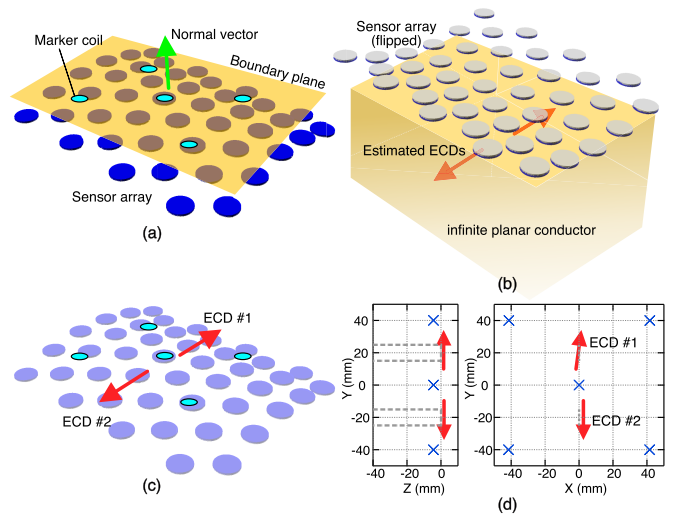 (a)
Marker coil
Normal vector
Boundary plane
Sensor array
(b)
Sensor array
(flipped)
Estimated ECDs
infinite planar conductor
(c)
ECD #1
ECD #2
(d)
40
20
0
-20
-40
Y (mm)
-40
-20
0
Z (mm)
40
20
0
-20
-40
Y (mm)
-40
-20
0
20
40
X (mm)
ECD #1
ECD #2